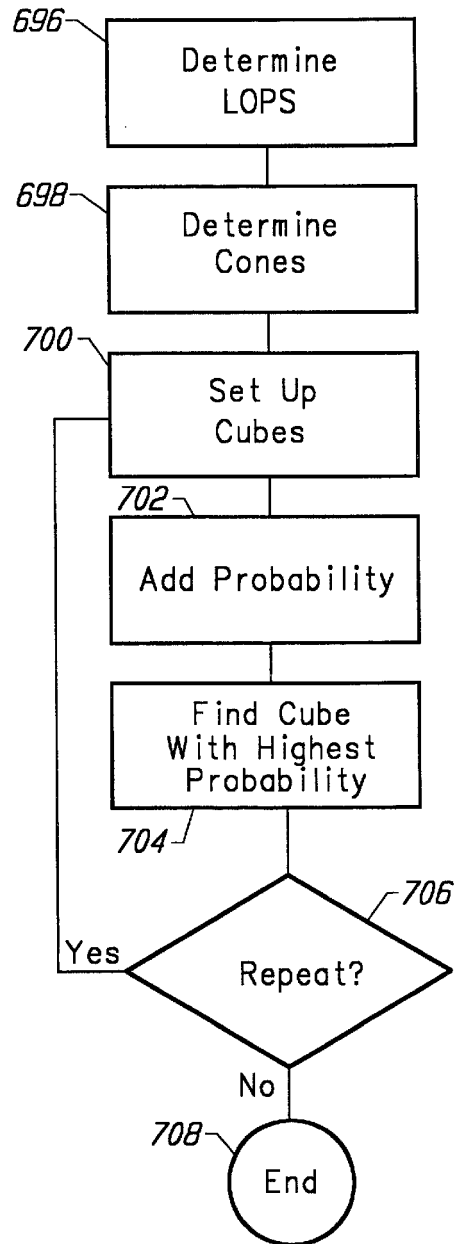 696
Determine
LOPS
698
Determine
Cones
700
Set Up
Cubes
702
Add Probability
Find Cube
With Highest
Probability
704
706
Yes
Repeat?
No
708
End